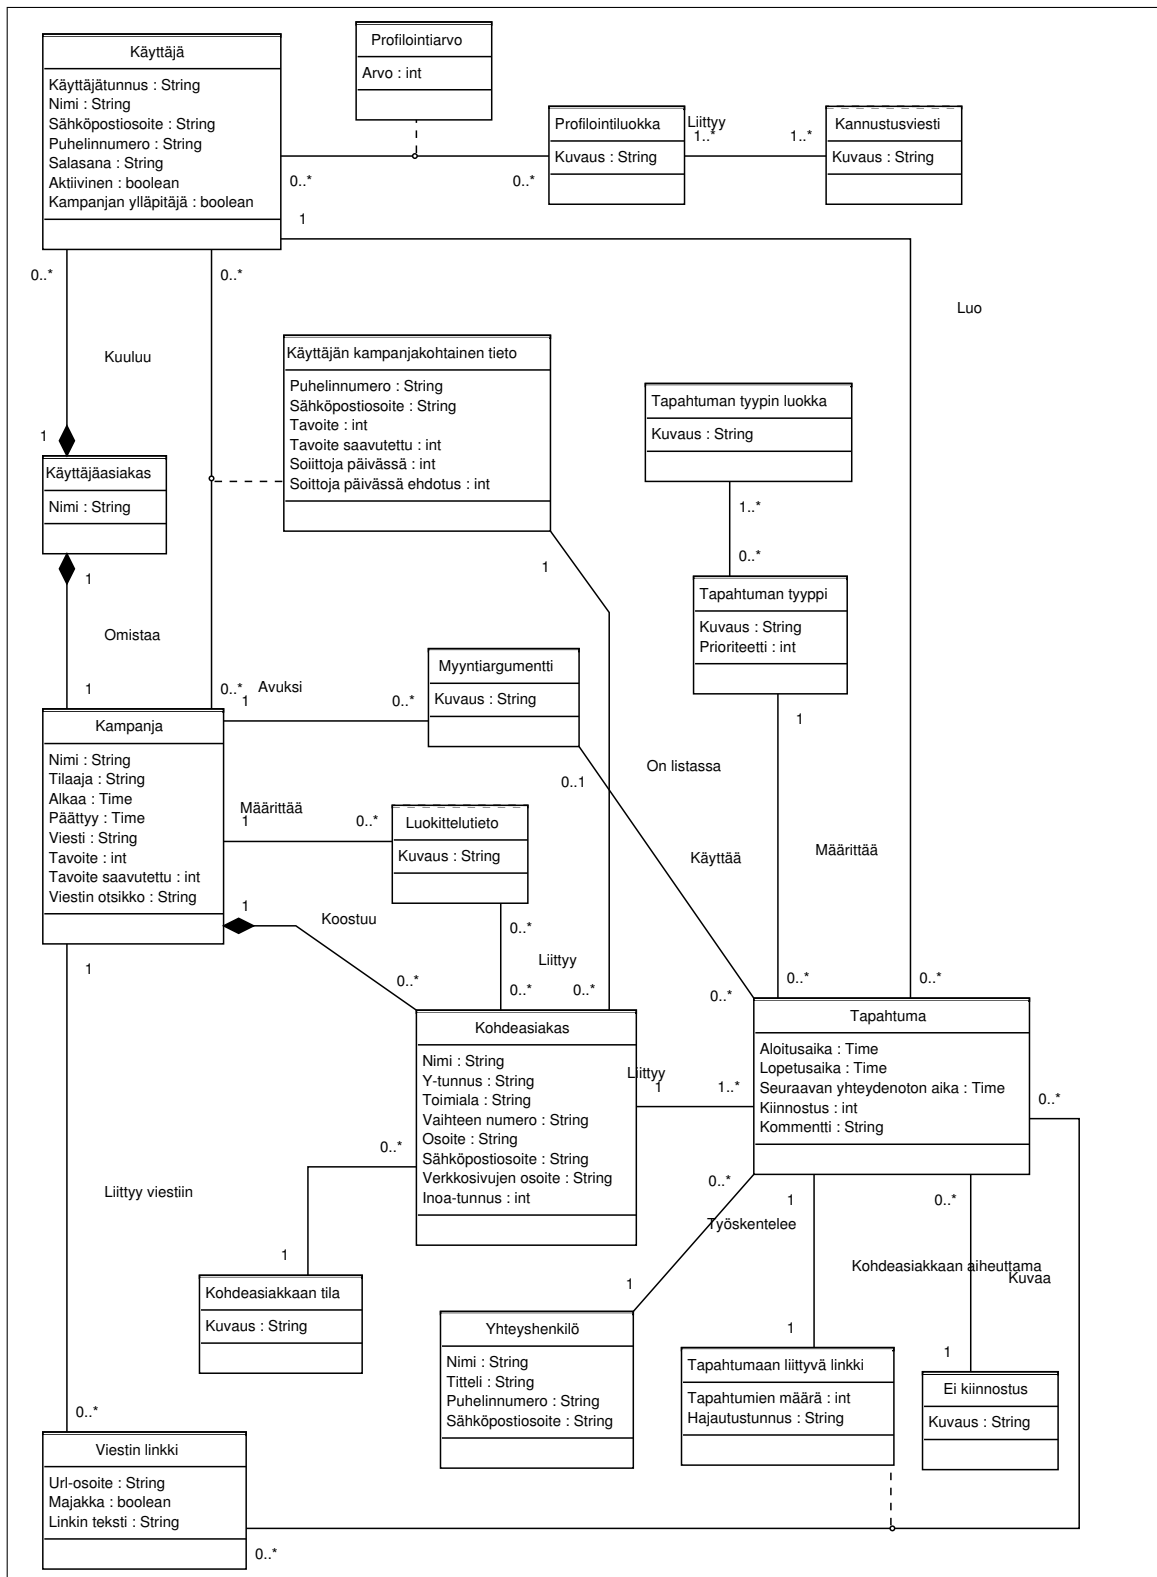 Käyttäjä
Käyttäjätunnus : String
Nimi : String
Sähköpostiosoite : String
Puhelinnumero : String
Salasana : String
Aktiivinen : boolean
Kampanjan ylläpitäjä : boolean
Profilointiarvo
Arvo : int
Profilointiluokka
Kuvaus : String
Liittyy
1..*
1..*
Kannustusviesti
Kuvaus : String
0..*
0..*
1
0..*
0..*
Luo
Kuuluu
Käyttäjän kampanjakohtainen tieto
Puhelinnumero : String
Sähköpostiosoite : String
Tavoite : int
Tavoite saavutettu : int
Soiittoja päivässä : int
Soittoja päivässä ehdotus : int
Tapahtuman tyypin luokka
Kuvaus : String
1
Käyttäjäasiakas
Nimi : String
1..*
0..*
1
1
Tapahtuman tyyppi
Kuvaus : String
Prioriteetti : int
Omistaa
Myyntiargumentti
Kuvaus : String
1
0..*
Avuksi
1
0..*
1
Kampanja
Nimi : String
Tilaaja : String
Alkaa : Time
Päättyy : Time
Viesti : String
Tavoite : int
Tavoite saavutettu : int
Viestin otsikko : String
On listassa
0..1
Määrittää
1
0..*
Luokittelutieto
Kuvaus : String
Käyttää
Määrittää
1
Koostuu
0..*
1
Liittyy
0..*
0..*
0..*
0..*
0..*
0..*
Kohdeasiakas
Nimi : String
Y-tunnus : String
Toimiala : String
Vaihteen numero : String
Osoite : String
Sähköpostiosoite : String
Verkkosivujen osoite : String
Inoa-tunnus : int
Liittyy
1
1..*
Tapahtuma
Aloitusaika : Time
Lopetusaika : Time
Seuraavan yhteydenoton aika : Time
Kiinnostus : int
Kommentti : String
0..*
0..*
0..*
1
0..*
Liittyy viestiin
Työskentelee
1
Kohdeasiakkaan aiheuttama
Kuvaa
Kohdeasiakkaan tila
Kuvaus : String
1
1
1
Yhteyshenkilö
Nimi : String
Titteli : String
Puhelinnumero : String
Sähköpostiosoite : String
Tapahtumaan liittyvä linkki
Tapahtumien määrä : int
Hajautustunnus : String
Ei kiinnostus
Kuvaus : String
0..*
Viestin linkki
Url-osoite : String
Majakka : boolean
Linkin teksti : String
0..*